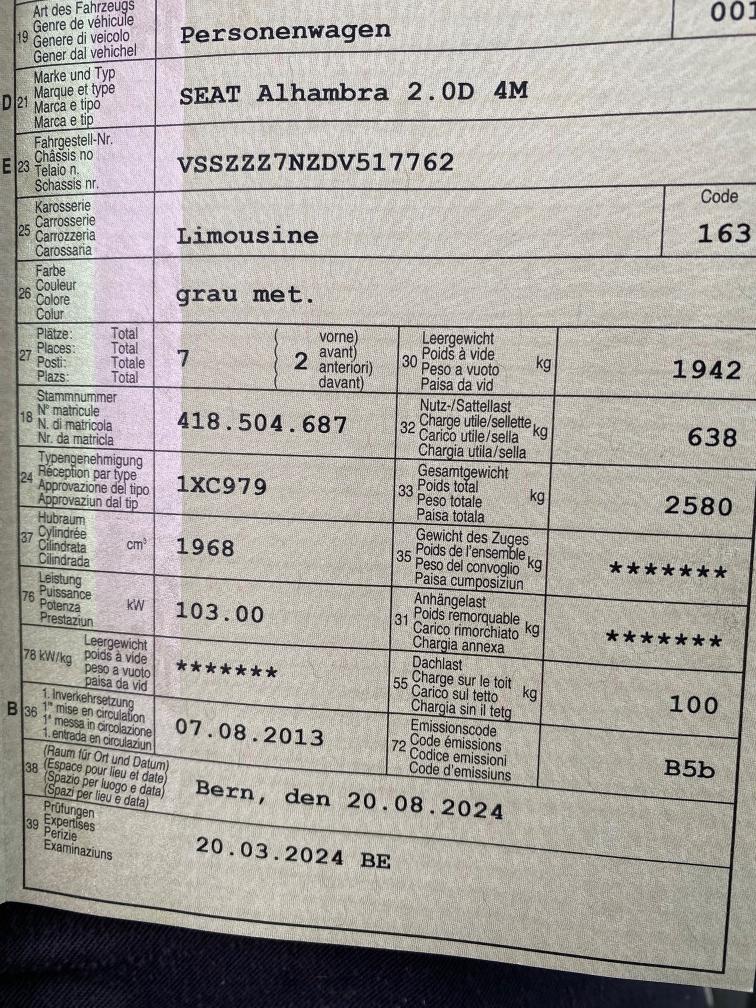 19 Art des Fahrzeugs
Genre de véhicule
Genere di veicolo
Gener dal vehichel
Personenwagen
001
D 21 Marke und Typ
Marque et type
Marca e tipo
Marca e tip
SEAT Alhambra 2.0D 4M
E 23 Fahrgestell-Nr.
Châssis no
Telaio n.
Schassis nr.
VSSZZZ7NZDV517762
25 Karosserie
Carrosserie
Carrozzeria
Carossaria
Limousine
Code
163
26 Farbe
Couleur
Colore
Colur
grau met.
27 Plätze: Total
Places: Total
Posti: Totale
Plazs: Total
7
( 2 vorne)
( avant)
( anteriori)
( davant)
30 Leergewicht
Poids à vide
Peso a vuoto
Paisa da vid
kg
1942
18 Stammnummer
N° matricule
N. di matricola
Nr. da matricla
418.504.687
32 Nutz-/Sattellast
Charge utile/sellette
Carico utile/sella
Chargia utila/sella
kg
638
24 Typengenehmigung
Réception par type
Approvazione del tipo
Approvaziun dal tip
1XC979
33 Gesamtgewicht
Poids total
Peso totale
Paisa totala
kg
2580
37 Hubraum
Cylindrée
Cilindrata
Cilindrada
cm³
1968
35 Gewicht des Zuges
Poids de l'ensemble
Peso del convoglio
Paisa cumposiziun
kg
*******
76 Leistung
Puissance
Potenza
Prestaziun
kW
103.00
31 Anhängelast
Poids remorquable
Carico rimorchiato
Chargia annexa
kg
*******
78 kW/kg
Leergewicht
poids à vide
peso a vuoto
paisa da vid
*******
55 Dachlast
Charge sur le toit
Carico sul tetto
Chargia sin il tetg
kg
100
B 36 1. Inverkehrsetzung
1re mise en circulation
1a messa in circolazione
1. entrada en circulaziun
07.08.2013
72 Emissionscode
Code émissions
Codice emissioni
Code d'emissiuns
B5b
38 (Raum für Ort und Datum)
(Espace pour lieu et date)
(Spazio per luogo e data)
(Spazi per lieu e data)
Bern, den 20.08.2024
39 Prüfungen
Expertises
Perizie
Examinaziuns
20.03.2024 BE